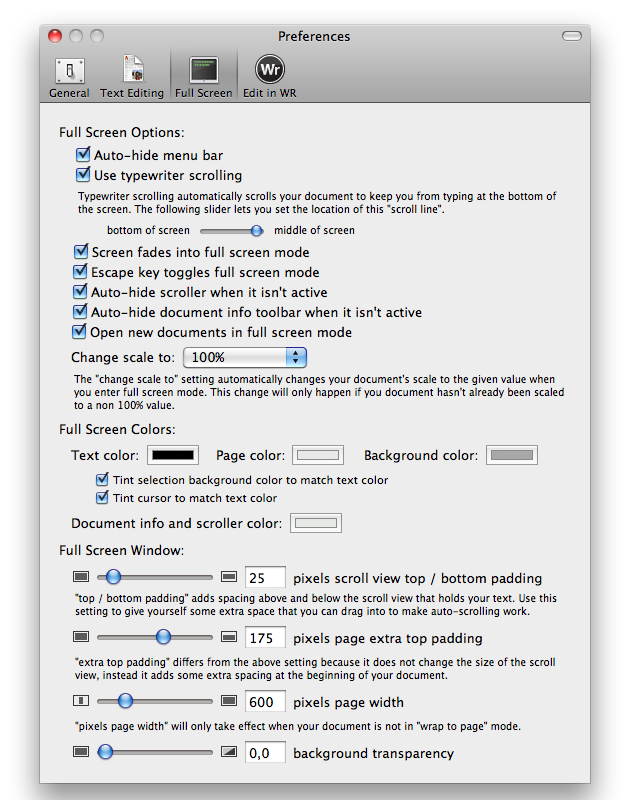 Preferences
General Text Editing Full Screen Wr Edit in WR
Full Screen Options:
Auto-hide menu bar
Use typewriter scrolling
Typewriter scrolling automatically scrolls your document to keep you from typing at the bottom of
the screen. The following slider lets you set the location of this "scroll line".
bottom of screen middle of screen
Screen fades into full screen mode
Escape key toggles full screen mode
Auto-hide scroller when it isn't active
Auto-hide document info toolbar when it isn't active
Open new documents in full screen mode
Change scale to: 100%
The "change scale to" setting automatically changes your document's scale to the given value when
you enter full screen mode. This change will only happen if you document hasn't already been scaled
to a non 100% value.
Full Screen Colors:
Text color: Page color: Background color:
Tint selection background color to match text color
Tint cursor to match text color
Document info and scroller color:
Full Screen Window:
25 pixels scroll view top / bottom padding
"top / bottom padding" adds spacing above and below the scroll view that holds your text. Use this
setting to give yourself some extra space that you can drag into to make auto-scrolling work.
175 pixels page extra top padding
"extra top padding" differs from the above setting because it does not change the size of the scroll
view, instead it adds some extra spacing at the beginning of your document.
600 pixels page width
"pixels page width" will only take effect when your document is not in "wrap to page" mode.
0,0 background transparency